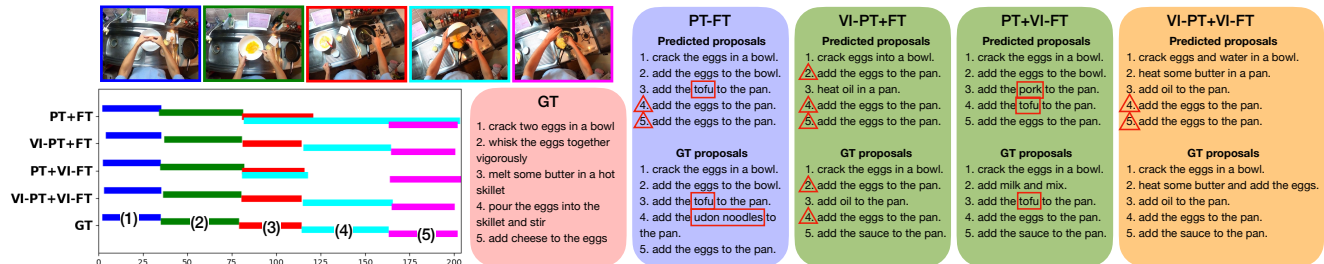 PT+FT
VI-PT+FT
PT+VI-FT
VI-PT+VI-FT
GT
(1)
(2)
(3)
(4)
(5)
0
25
50
75
100
125
150
175
200
GT
1. crack two eggs in a bowl
2. whisk the eggs together
vigorously
3. melt some butter in a hot
skillet
4. pour the eggs into the
skillet and stir
5. add cheese to the eggs
PT-FT
Predicted proposals
1. crack the eggs in a bowl.
2. add the eggs to the bowl.
3. add the tofu to the pan.
4. add the eggs to the pan.
5. add the eggs to the pan.
GT proposals
1. crack the eggs in a bowl.
2. add the eggs to the bowl.
3. add the tofu to the pan.
4. add the udon noodles to
the pan.
5. add the eggs to the pan.
VI-PT+FT
Predicted proposals
1. crack eggs into a bowl.
2. add the eggs to the pan.
3. heat oil in a pan.
4. add the eggs to the pan.
5. add the eggs to the pan.
GT proposals
1. crack the eggs in a bowl.
2. add the eggs to the pan.
3. add oil to the pan.
4. add the eggs to the pan.
5. add the sauce to the pan.
PT+VI-FT
Predicted proposals
1. crack the eggs in a bowl.
2. add the eggs to the bowl.
3. add the pork to the pan.
4. add the tofu to the pan.
GT proposals
1. crack the eggs in a bowl.
2. add milk and mix.
3. add the tofu to the pan.
4. add the eggs to the pan.
5. add the sauce to the pan.
VI-PT+VI-FT
Predicted proposals
1. crack eggs and water in a bowl.
2. heat some butter in a pan.
3. add oil to the pan.
4. add the eggs to the pan.
5. add the eggs to the pan.
GT proposals
1. crack the eggs in a bowl.
2. heat some butter and add the eggs.
3. add oil to the pan.
4. add the eggs to the pan.
5. add the sauce to the pan.